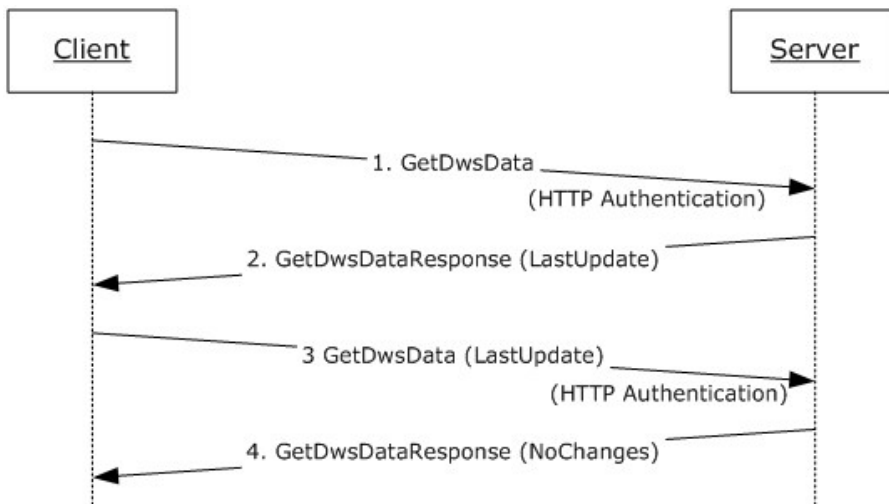 Client
Server
1. GetDwsData
(HTTP Authentication)
2. GetDwsDataResponse (LastUpdate)
3 GetDwsData (LastUpdate)
(HTTP Authentication)
4. GetDwsDataResponse (NoChanges)